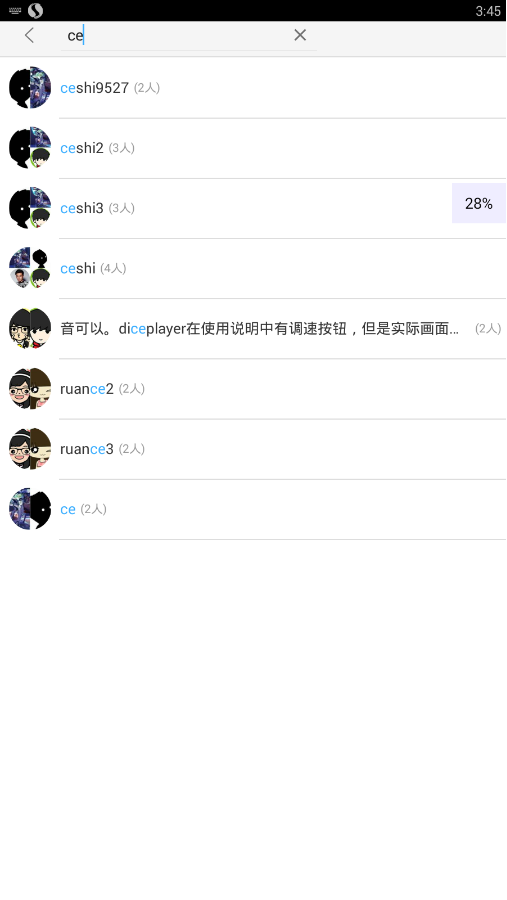 3:45
ce
ceshi9527 (2人)
ceshi2 (3人)
ceshi3 (3人)
28%
ceshi (4人)
音可以。diceplayer在使用说明中有调速按钮，但是实际画面... (2人)
ruance2 (2人)
ruance3 (2人)
ce (2人)